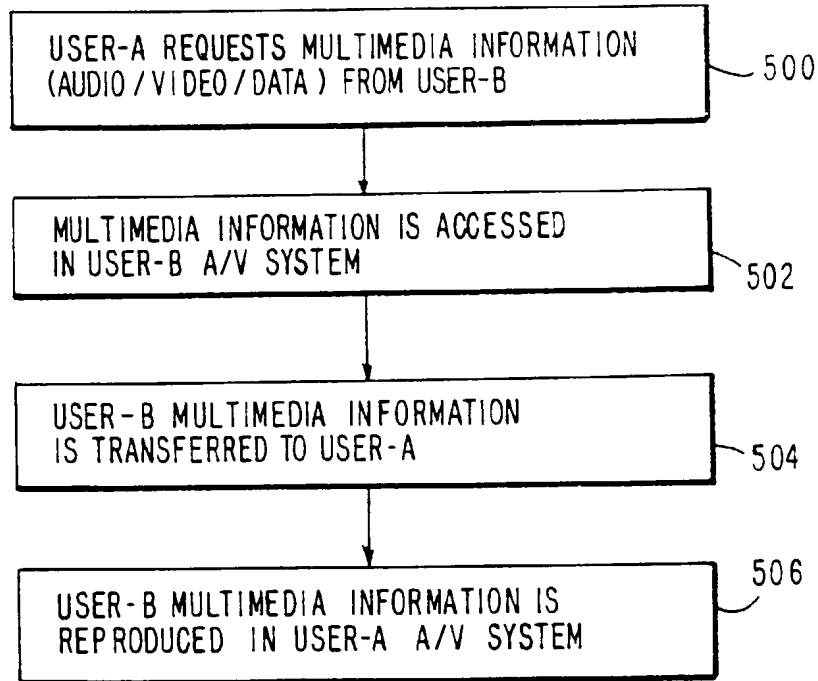 USER-A REQUESTS MULTIMEDIA INFORMATION
(AUDIO/VIDEO/DATA) FROM USER-B
500
MULTIMEDIA INFORMATION IS ACCESSED
IN USER-B A/V SYSTEM
502
USER-B MULTIMEDIA INFORMATION
IS TRANSFERRED TO USER-A
504
506
USER-B MULTIMEDIA INFORMATION IS
REPRODUCED IN USER-A A/V SYSTEM